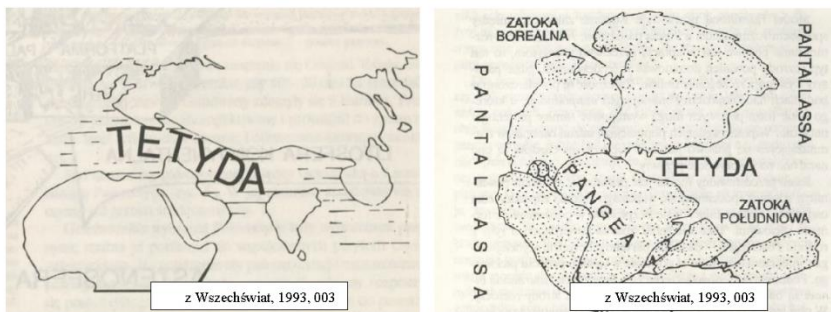 TETYDA
z Wszechświat, 1993, 003
ZATOKA
BOREALNA
PANTALLASSA
PANTALLASSA
TETYDA
PANGEA
ZATOKA
POŁUDNIOWA
z Wszechświat, 1993, 003